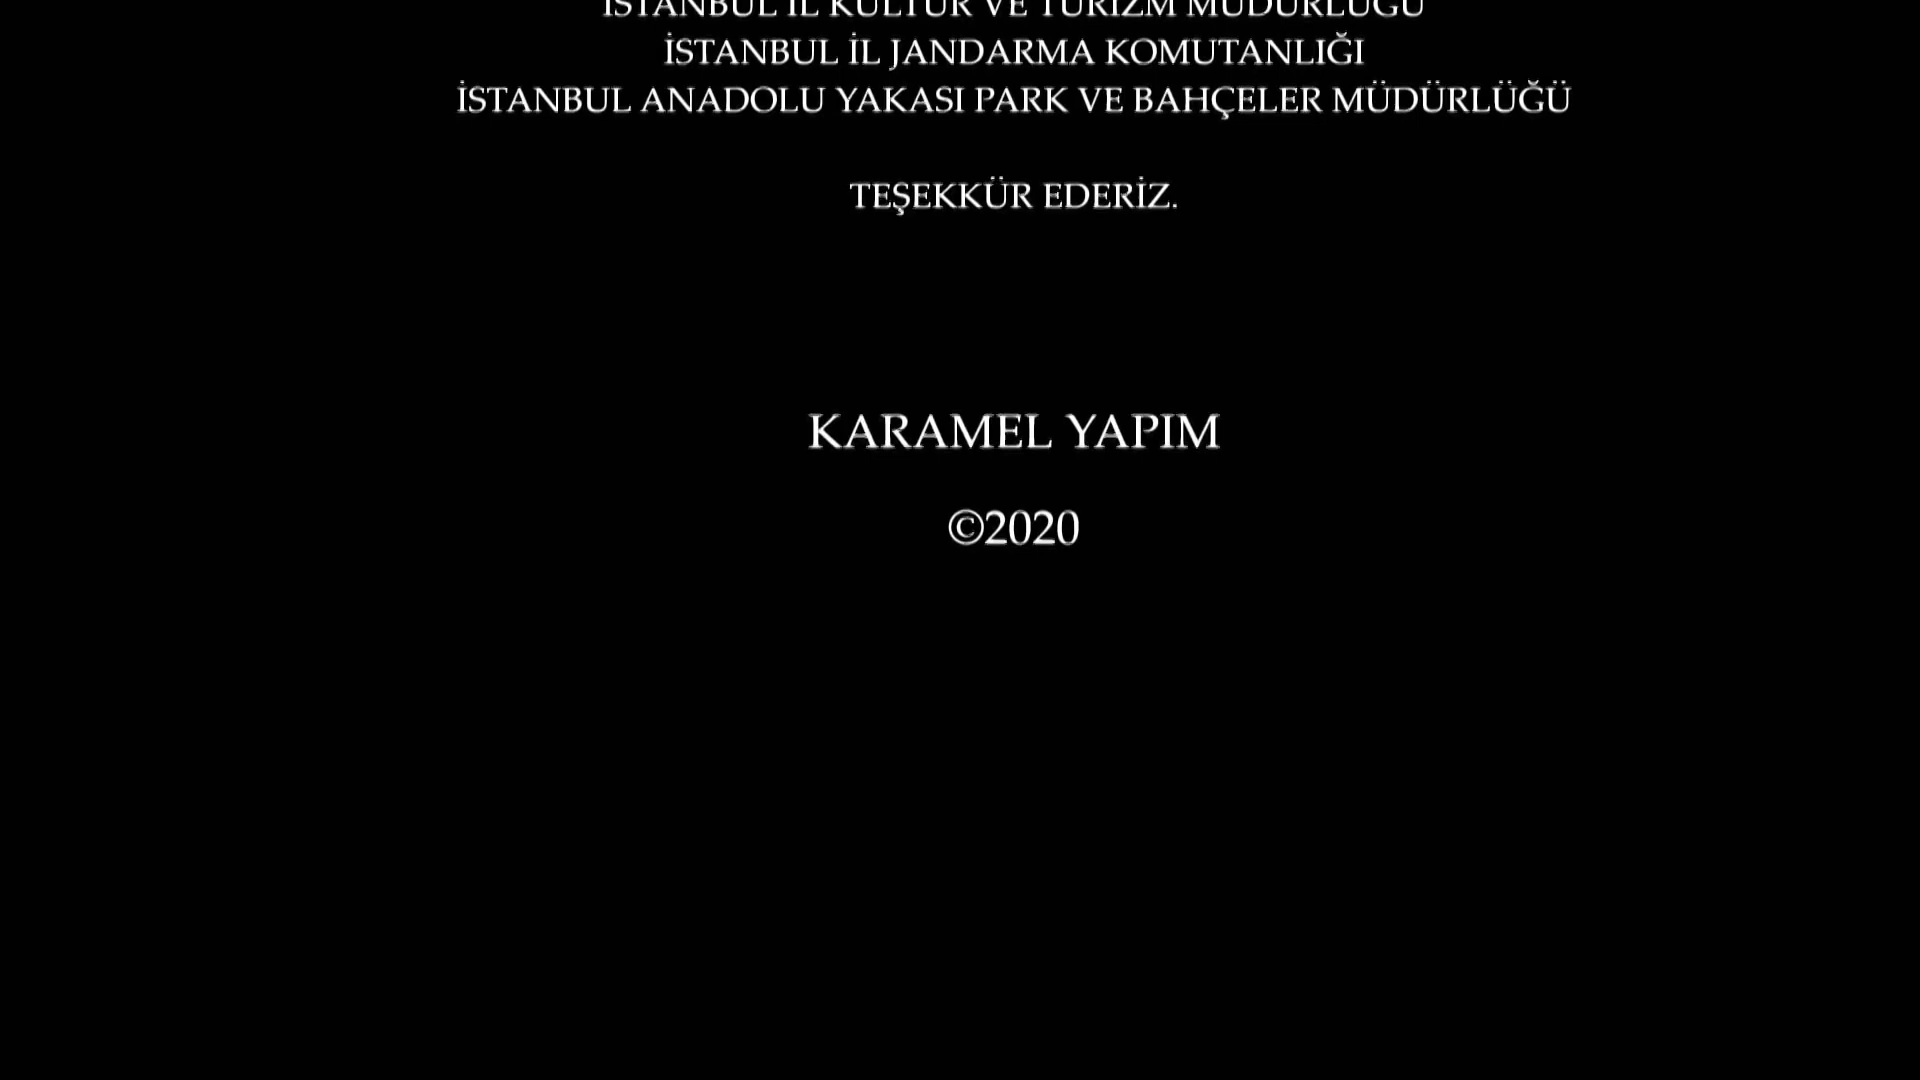 İSTANBUL İL KÜLTÜR VE TURİZM MÜDÜRLÜĞÜ
İSTANBUL İL JANDARMA KOMUTANLIĞI
İSTANBUL ANADOLU YAKASI PARK VE BAHÇELER MÜDÜRLÜĞÜ
TEŞEKKÜR EDERİZ.
KARAMEL YAPIM
©2020